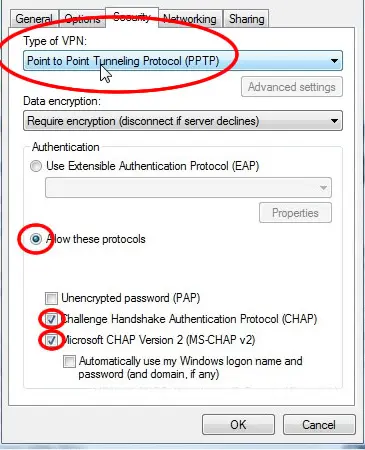 General Options Security Networking Sharing
Type of VPN:
Point to Point Tunneling Protocol (PPTP)
Advanced settings
Data encryption:
Require encryption (disconnect if server declines)
Authentication
Use Extensible Authentication Protocol (EAP)
Properties
Allow these protocols
Unencrypted password (PAP)
Challenge Handshake Authentication Protocol (CHAP)
Microsoft CHAP Version 2 (MS-CHAP v2)
Automatically use my Windows logon name and
password (and domain, if any)
OK Cancel